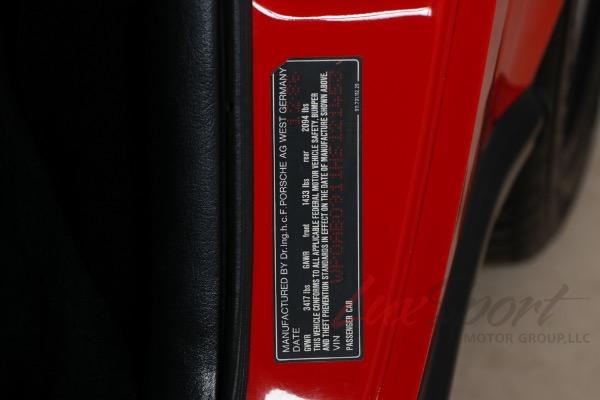 MANUFACTURED BY Dr.Ing.h.c.F.PORSCHE AG WEST GERMANY
DATE
GVWR 3417 lbs GAWR front 1433 lbs rear 2094 lbs
THIS VEHICLE CONFORMS TO ALL APPLICABLE FEDERAL MOTOR VEHICLE SAFETY, BUMPER
AND THEFT PREVENTION STANDARDS IN EFFECT ON THE DATE OF MANUFACTURE SHOWN ABOVE.
VIN
PASSENGER CAR
LuxSport
MOTOR GROUP,LLC